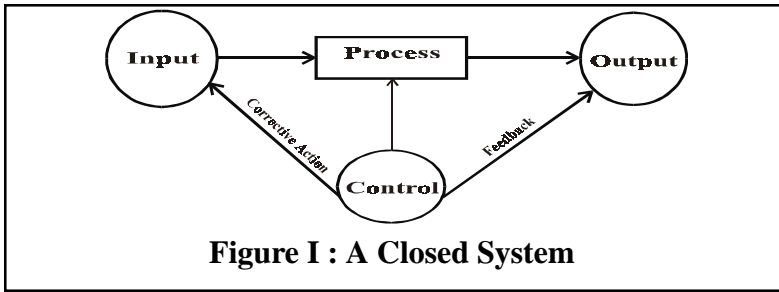 Input
Process
Output
Corrective Action
Feedback
Control
Figure I : A Closed System